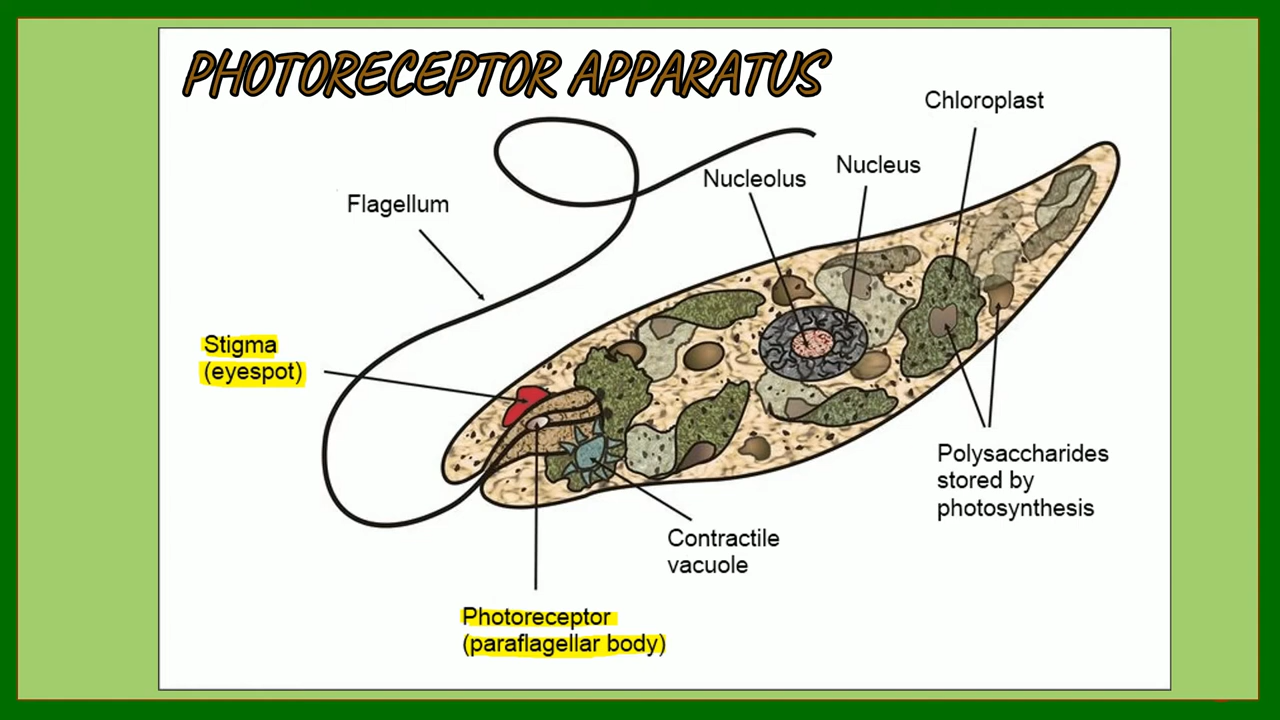 PHOTORECEPTOR APPARATUS
Chloroplast
Nucleus
Nucleolus
Flagellum
Stigma
(eyespot)
Polysaccharides
stored by
photosynthesis
Contractile
vacuole
Photoreceptor
(paraflagellar body)